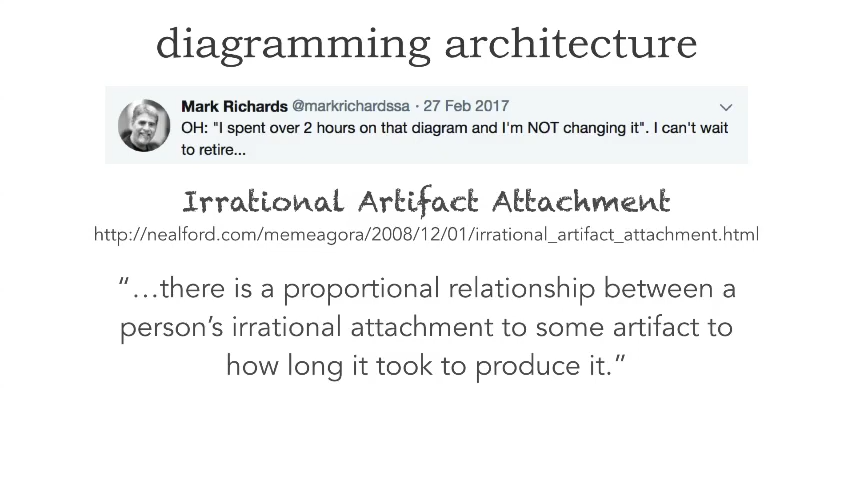 diagramming architecture
Mark Richards @markrichardssa · 27 Feb 2017
OH: "I spent over 2 hours on that diagram and I'm NOT changing it". I can't wait
to retire...
Irrational Artifact Attachment
http://nealford.com/memeagora/2008/12/01/irrational_artifact_attachment.html
“…there is a proportional relationship between a
person’s irrational attachment to some artifact to
how long it took to produce it.”